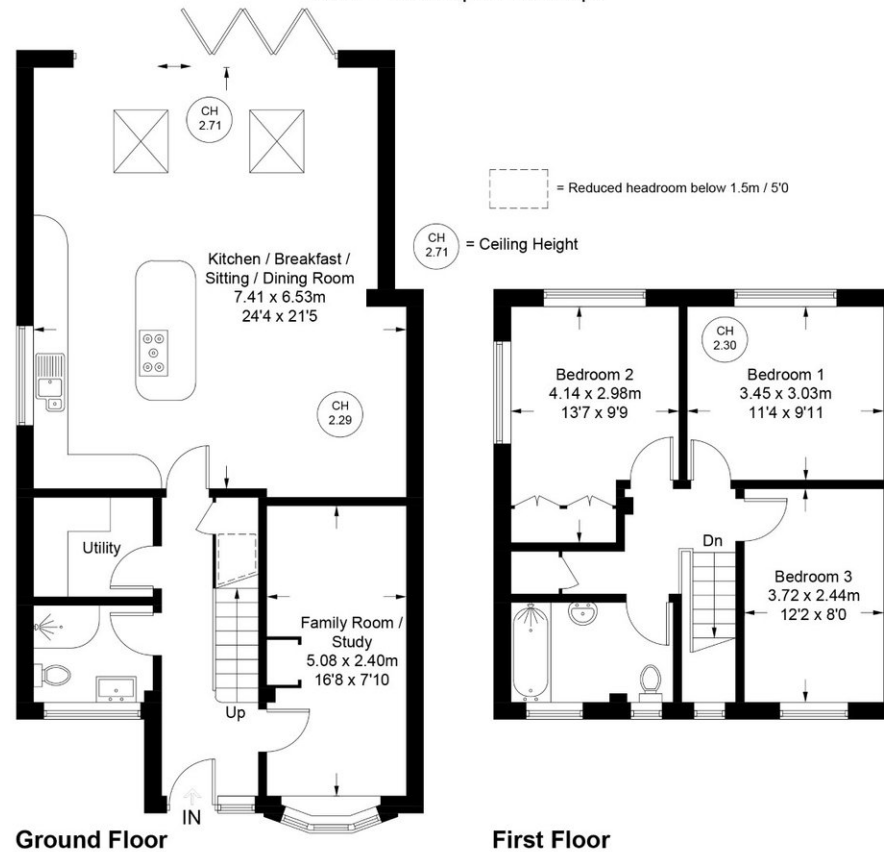 CH
2.71
= Reduced headroom below 1.5m / 5'0
CH
2.71
= Ceiling Height
Kitchen / Breakfast /
Sitting / Dining Room
7.41 x 6.53m
24'4 x 21'5
CH
2.29
Utility
Family Room /
Study
5.08 x 2.40m
16'8 x 7'10
Up
IN
Ground Floor
CH
2.30
Bedroom 2
4.14 x 2.98m
13'7 x 9'9
Bedroom 1
3.45 x 3.03m
11'4 x 9'11
Dn
Bedroom 3
3.72 x 2.44m
12'2 x 8'0
First Floor